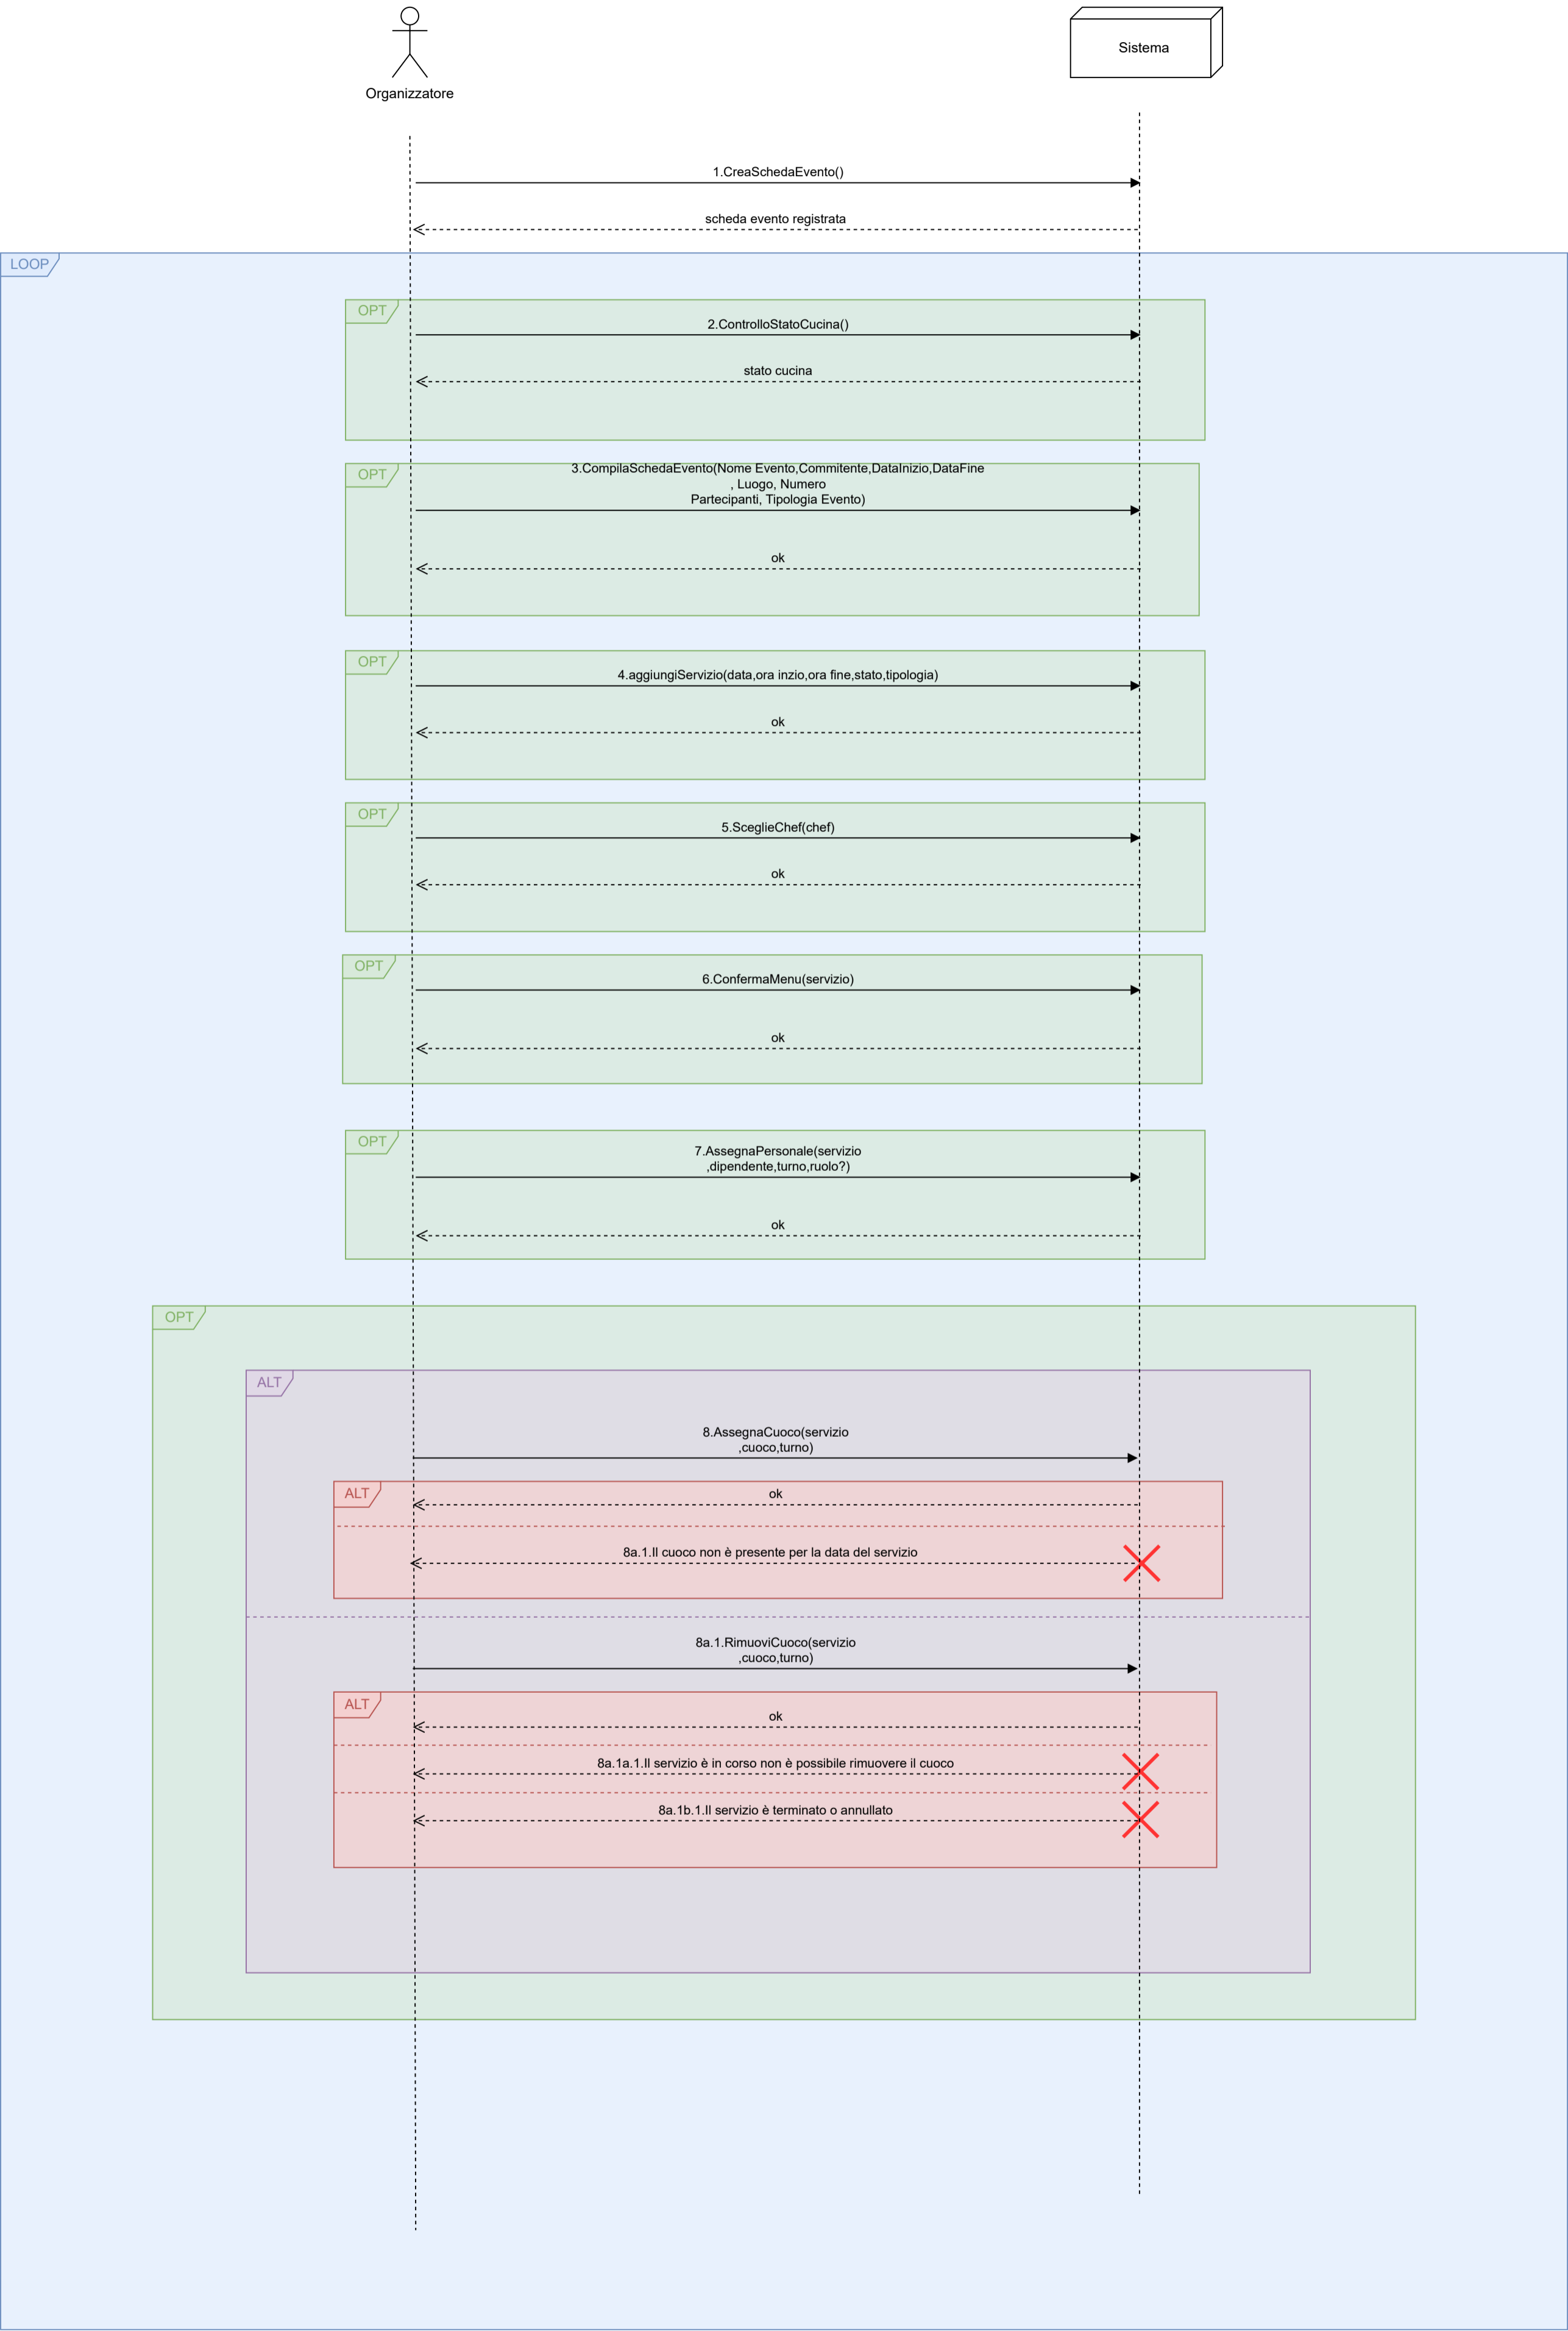 Organizzatore
Sistema
1.CreaSchedaEvento()
scheda evento registrata
LOOP
OPT
2.ControlloStatoCucina()
stato cucina
OPT
3.CompilaSchedaEvento(Nome Evento,Commitente,DataInizio,DataFine
, Luogo, Numero
Partecipanti, Tipologia Evento)
ok
OPT
4.aggiungiServizio(data,ora inzio,ora fine,stato,tipologia)
ok
OPT
5.SceglieChef(chef)
ok
OPT
6.ConfermaMenu(servizio)
ok
OPT
7.AssegnaPersonale(servizio
,dipendente,turno,ruolo?)
ok
OPT
ALT
8.AssegnaCuoco(servizio
,cuoco,turno)
ALT
ok
8a.1.Il cuoco non è presente per la data del servizio
8a.1.RimuoviCuoco(servizio
,cuoco,turno)
ALT
ok
8a.1a.1.Il servizio è in corso non è possibile rimuovere il cuoco
8a.1b.1.Il servizio è terminato o annullato